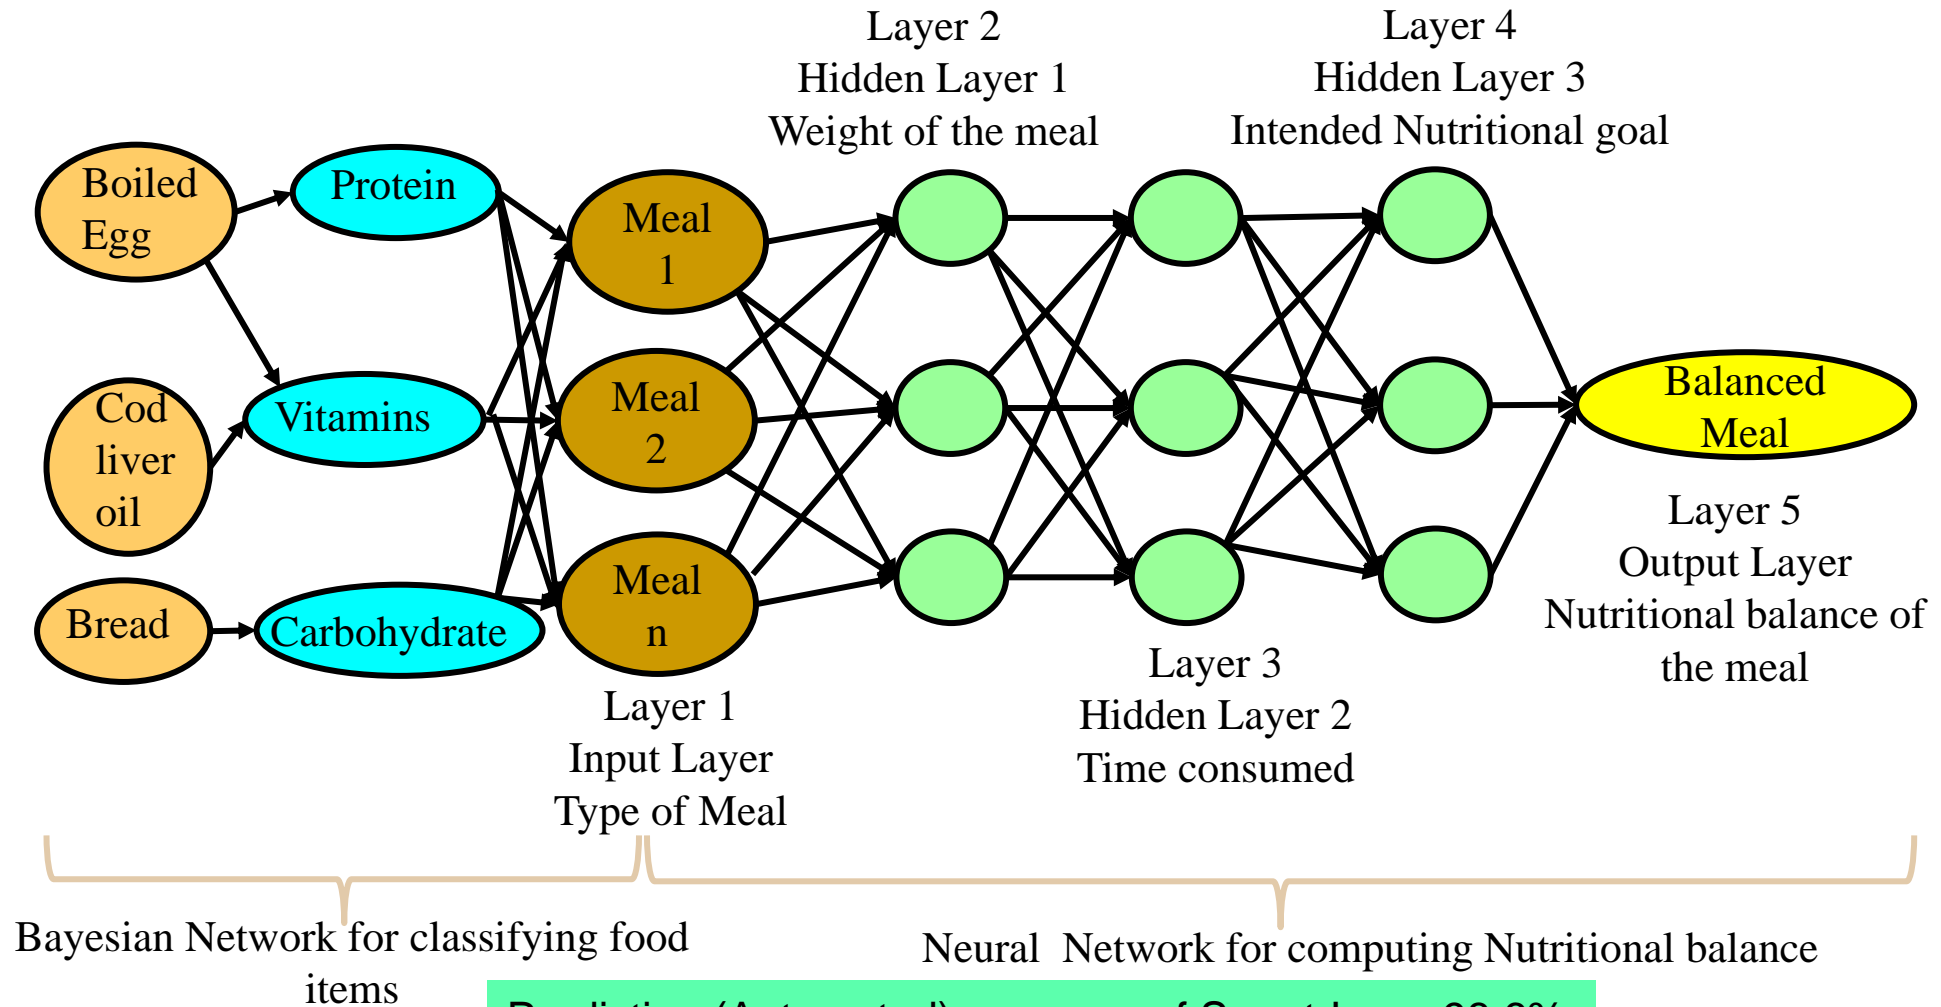 Layer 2
Hidden Layer 1
Weight of the meal
Layer 4
Hidden Layer 3
Intended Nutritional goal
Boiled
Egg
Protein
Meal
1
Cod
liver
oil
Vitamins
Meal
2
Balanced
Meal
Bread
Carbohydrate
Meal
n
Layer 5
Output Layer
Nutritional balance of
the meal
Layer 3
Hidden Layer 2
Time consumed
Layer 1
Input Layer
Type of Meal
Bayesian Network for classifying food
items
Neural Network for computing Nutritional balance